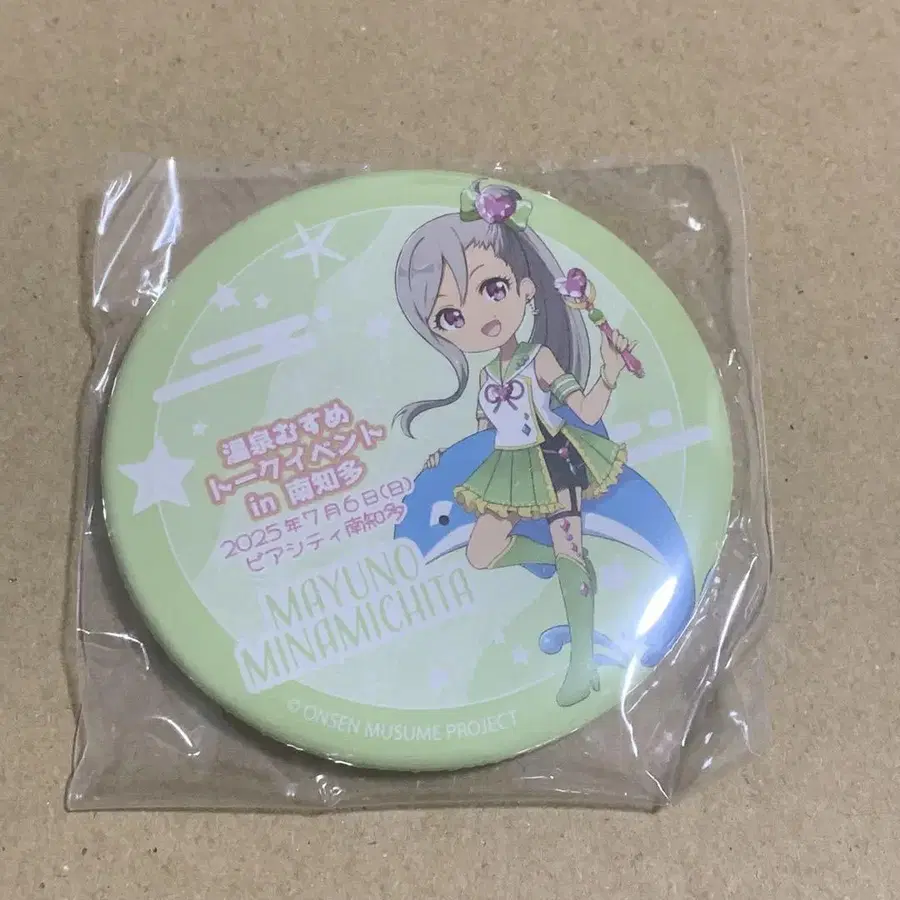 温泉むすめ
トークイベント
in 南知多
2025年7月6日(日)
ピアシティ南知多
MAYUNO
MINAMICHITA
© ONSEN MUSUME PROJECT